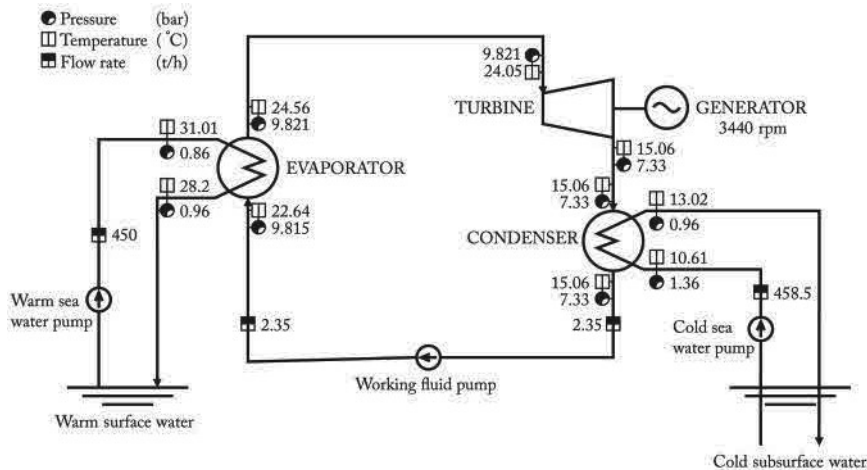 Pressure (bar)
Temperature (°C)
Flow rate (t/h)
9.821
24.05
TURBINE
GENERATOR
3440 rpm
24.56
9.821
31.01
0.86
EVAPORATOR
28.2
0.96
22.64
9.815
15.06
7.33
15.06
7.33
13.02
0.96
CONDENSER
10.61
1.36
450
15.06
7.33
458.5
Warm sea
water pump
2.35
2.35
Cold sea
water pump
Working fluid pump
Warm surface water
Cold subsurface water